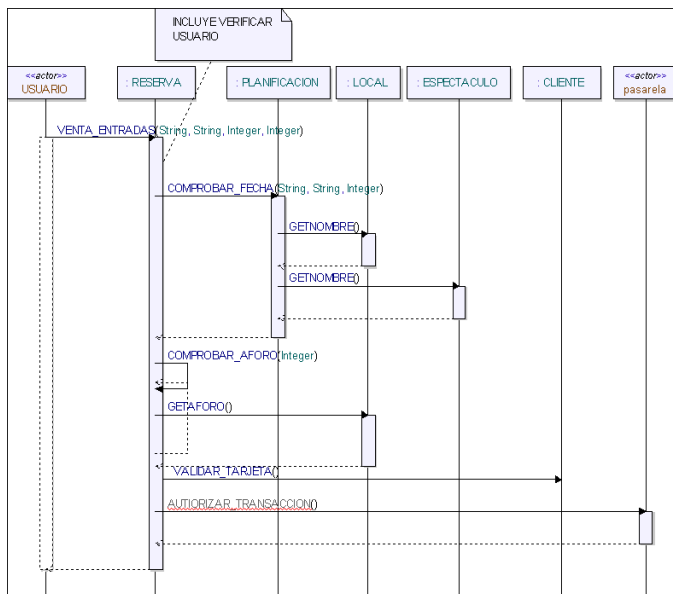 INCLUYE VERIFICAR
USUARIO
<<actor>>
USUARIO
: RESERVA
: PLANIFICACION
: LOCAL
: ESPECTACULO
: CLIENTE
<<actor>>
pasarela
VENTA_ENTRADAS(String, String, Integer, Integer)
COMPROBAR_FECHA(String, String, Integer)
GETNOMBRE()
GETNOMBRE()
COMPROBAR_AFORO(Integer)
GETAFORO()
VALIDAR_TARJETA()
AUTIORIZAR_TRANSACCION()